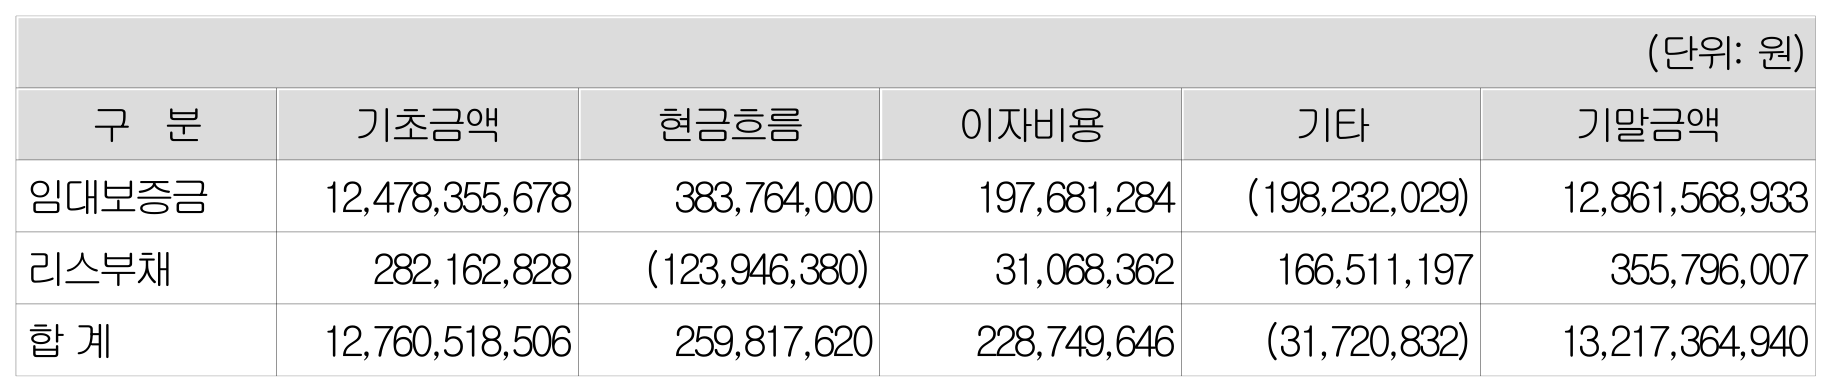 (단위: 원)
구 분 기초금액 현금흐름 이자비용 기타 기말금액
임대보증금 12,478,355,678 383,764,000 197,681,284 (198,232,029) 12,861,568,933
리스부채 282,162,828 (123,946,380) 31,068,362 166,511,197 355,796,007
합 계 12,760,518,506 259,817,620 228,749,646 (31,720,832) 13,217,364,940